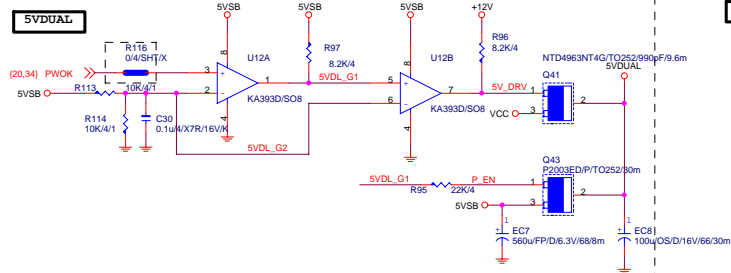 5VDUAL
5VSB
5VSB
+12V
R116
0/4/SHT/X
U12A
R97
8.2K/4
U12B
R96
8.2K/4
NTD4963NT4G/TO252/990pF/9.6m
5VDUAL
{20,34} PWOK
8
3
+
1
5VDL_G1
8
5
+
7
5V_DRV
Q41
1
2
5VSB
R113
10K/4/1
2
-
KA393D/SO8
6
-
KA393D/SO8
VCC
3
4
4
R114
10K/4/1
C30
0.1u/4/X7R/16V/K
5VDL_G2
Q43
P2003ED/P/TO252/30m
5VDL_G1
P_EN
1
2
R95
22K/4
5VSB
3
1
+
EC7
560u/FP/D/6.3V/68/8m
1
+
EC8
100u/OS/D/16V/66/30m